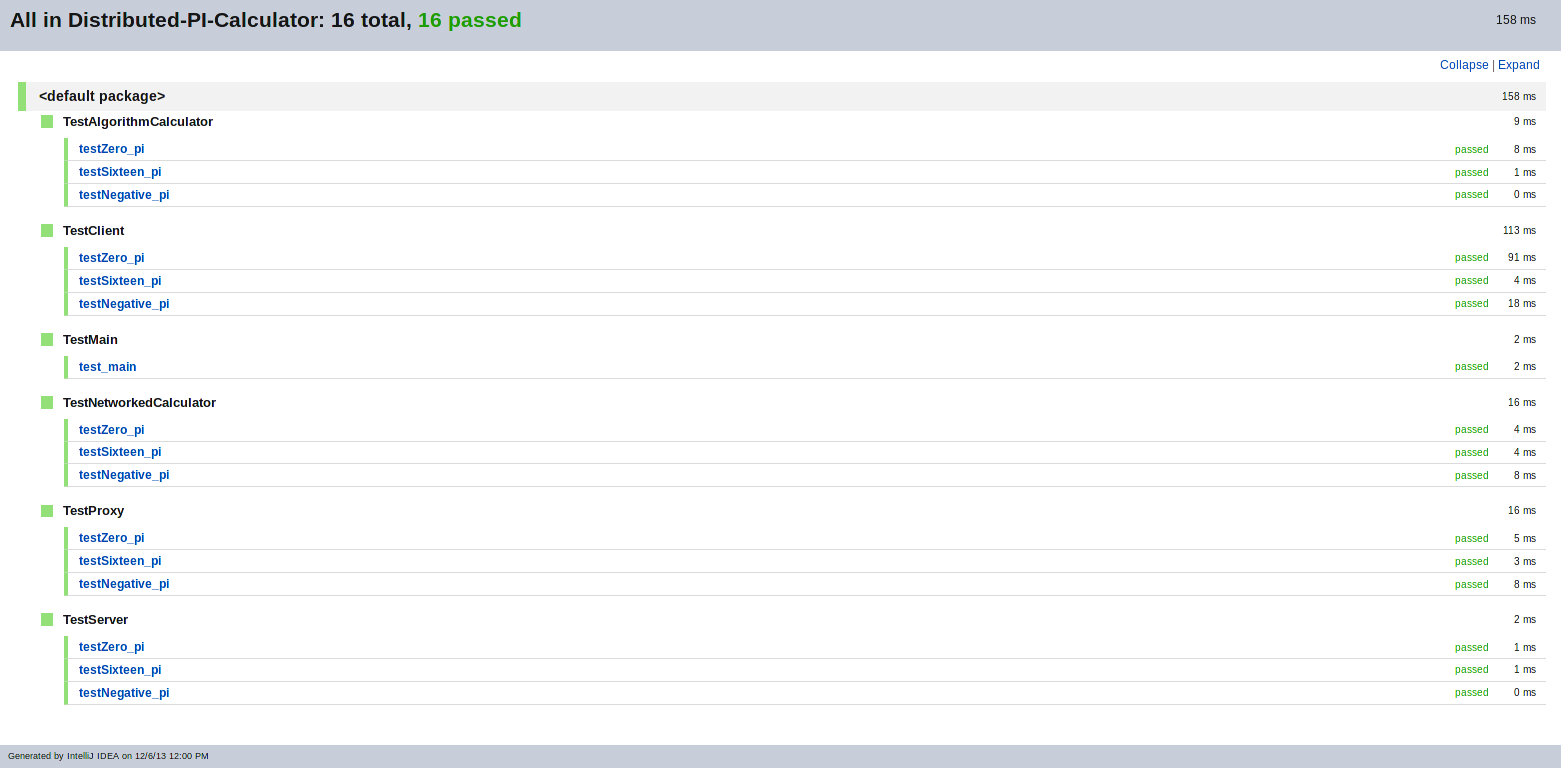 All in Distributed-PI-Calculator: 16 total, 16 passed 158 ms
Collapse | Expand
<default package> 158 ms
TestAlgorithmCalculator 9 ms
testZero_pi passed 8 ms
testSixteen_pi passed 1 ms
testNegative_pi passed 0 ms
TestClient 113 ms
testZero_pi passed 91 ms
testSixteen_pi passed 4 ms
testNegative_pi passed 18 ms
TestMain 2 ms
test_main passed 2 ms
TestNetworkedCalculator 16 ms
testZero_pi passed 4 ms
testSixteen_pi passed 4 ms
testNegative_pi passed 8 ms
TestProxy 16 ms
testZero_pi passed 5 ms
testSixteen_pi passed 3 ms
testNegative_pi passed 8 ms
TestServer 2 ms
testZero_pi passed 1 ms
testSixteen_pi passed 1 ms
testNegative_pi passed 0 ms
Generated by IntelliJ IDEA on 12/6/13 12:00 PM